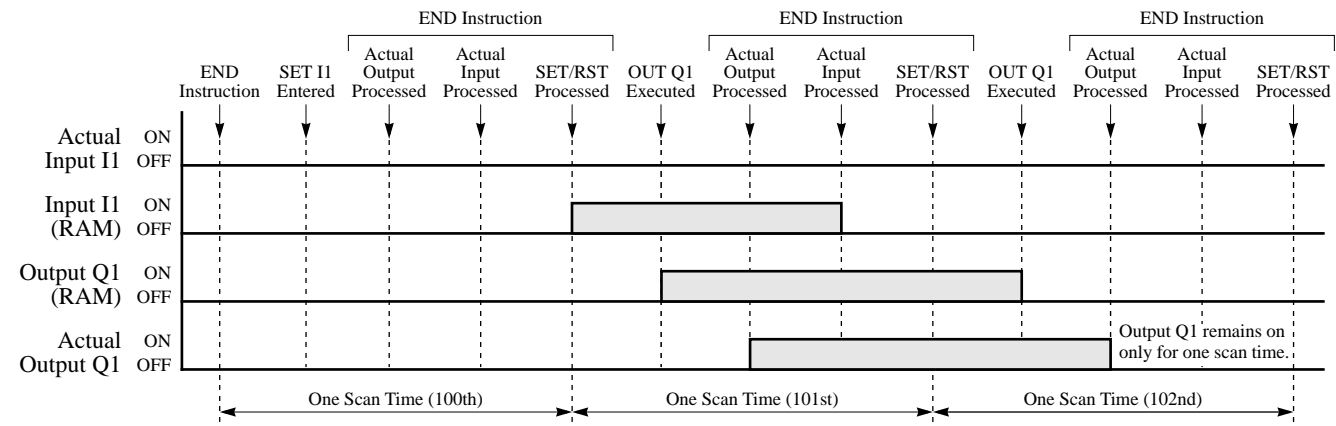 END Instruction END Instruction END Instruction
END
Instruction
SET I1
Entered
Actual
Output
Processed
Actual
Input
Processed
SET/RST
Processed
OUT Q1
Executed
Actual
Output
Processed
Actual
Input
Processed
SET/RST
Processed
OUT Q1
Executed
Actual
Output
Processed
Actual
Input
Processed
SET/RST
Processed
Actual ON
Input I1 OFF
Input I1 ON
(RAM) OFF
Output Q1 ON
(RAM) OFF
Actual ON
Output Q1 OFF
Output Q1 remains on
only for one scan time.
One Scan Time (100th) One Scan Time (101st) One Scan Time (102nd)